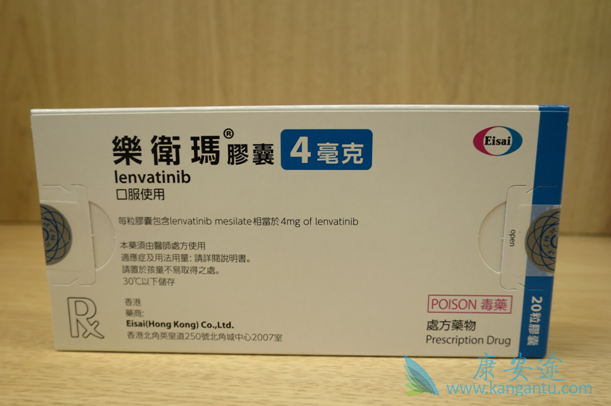 樂衛瑪®膠囊 4毫克
Eisai
lenvatinib
口服使用
每粒膠囊包含lenvatinib mesilate相當於4mg of lenvatinib
本藥須由醫師處方使用
適應症及用法用量:請詳閱說明書。
請置於孩童不易取得之處。
30℃以下儲存
open
Rx
香港
藥商:
Eisai(Hong Kong) Co.,Ltd.
香港北角英皇道250號北角城中心2007室
POISON 毒藥
處方藥物
Prescription Drug
20粒膠囊
康安途
www.kangantu.com